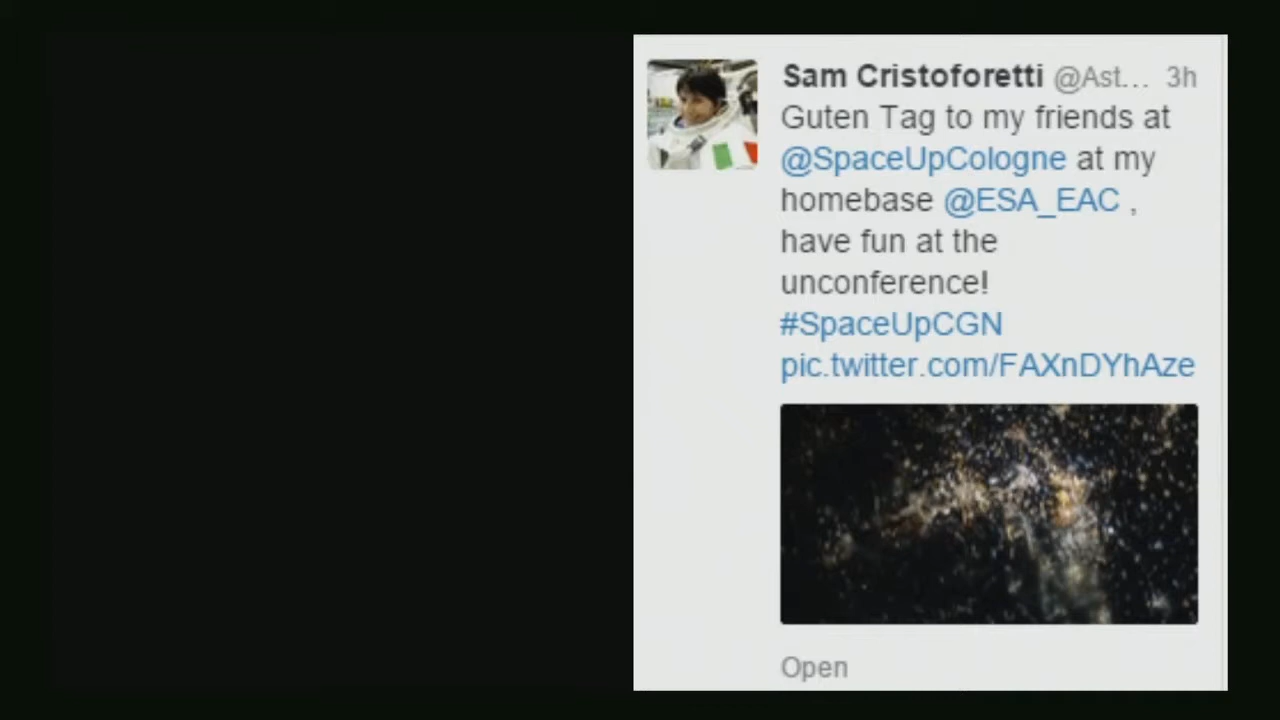 Sam Cristoforetti @Ast... 3h
Guten Tag to my friends at
@SpaceUpCologne at my
homebase @ESA_EAC ,
have fun at the
unconference!
#SpaceUpCGN
pic.twitter.com/FAXnDYhAze
Open